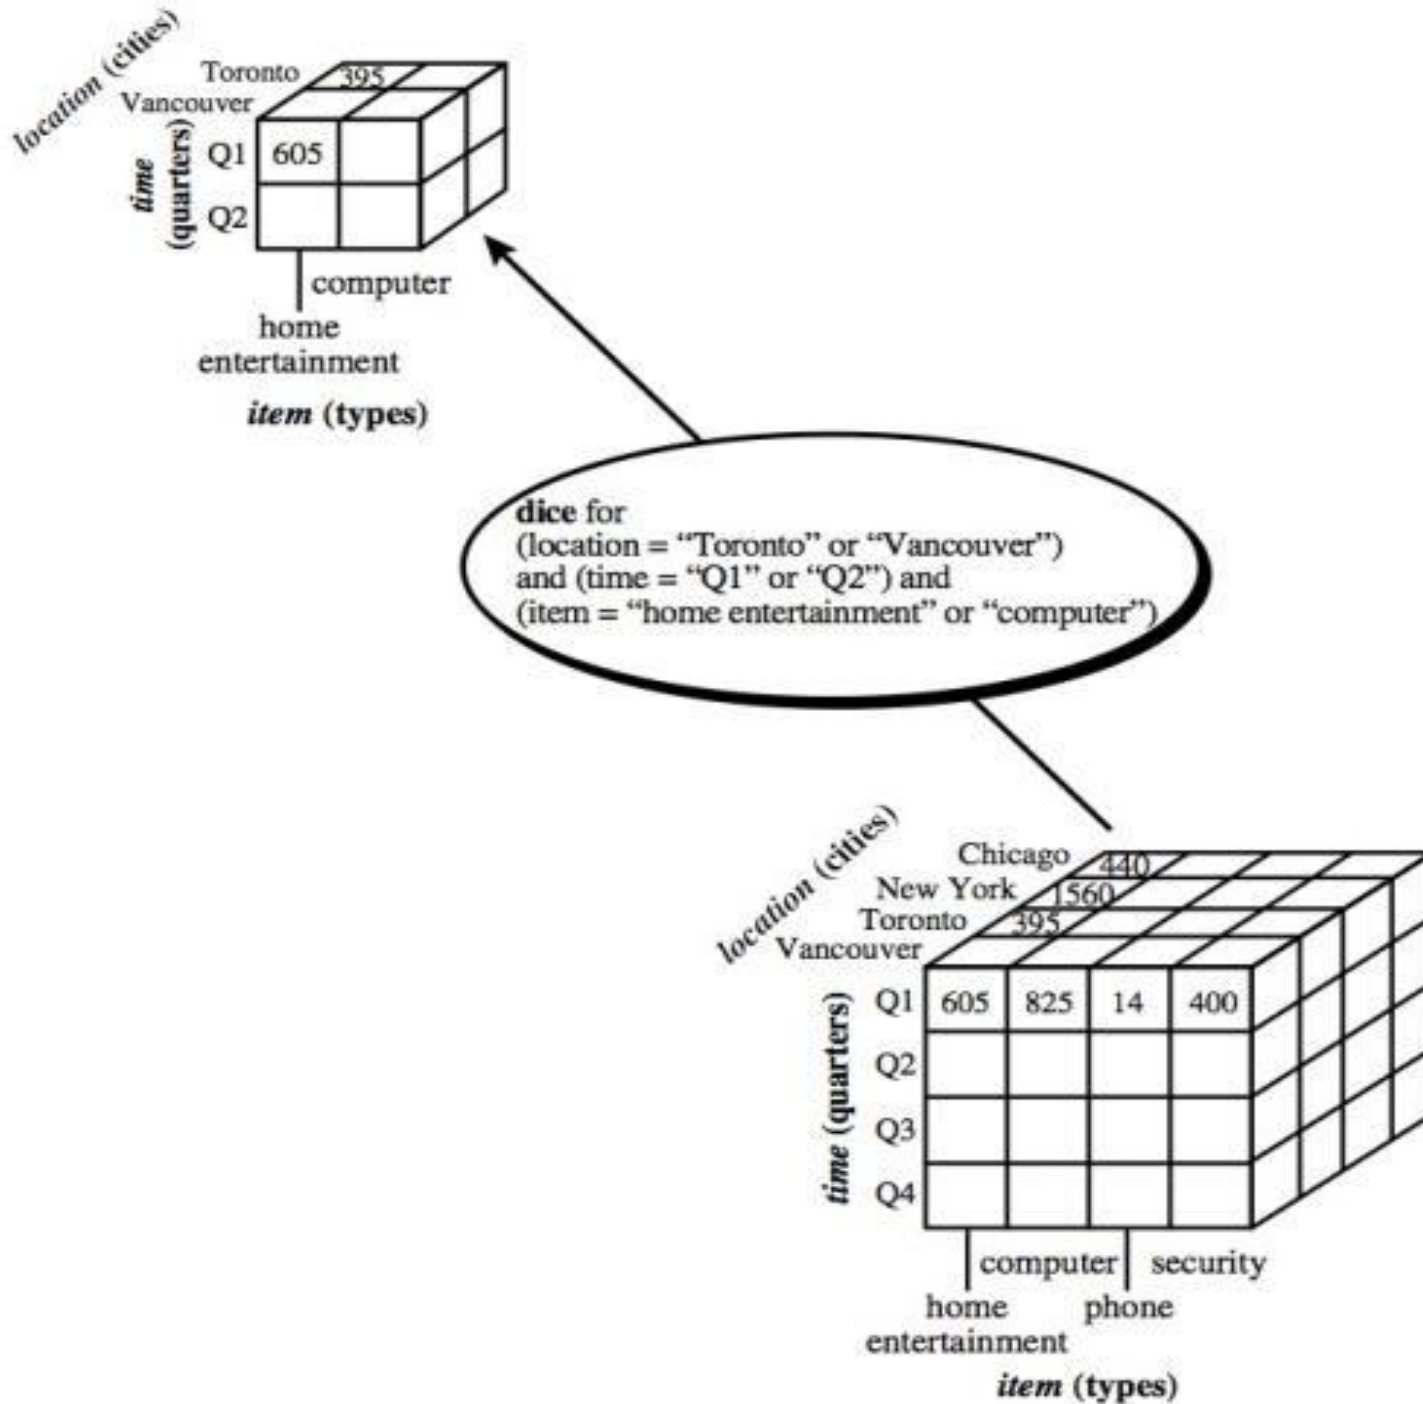 location (cities)
Toronto
395
Vancouver
time
(quarters)
Q1
605
Q2
computer
home
entertainment
item (types)
dice for
(location = “Toronto” or “Vancouver”)
and (time = “Q1” or “Q2”) and
(item = “home entertainment” or “computer”)
location (cities)
Chicago
440
New York
1560
Toronto
395
Vancouver
time (quarters)
Q1 605 825 14 400
Q2
Q3
Q4
computer security
home phone
entertainment
item (types)